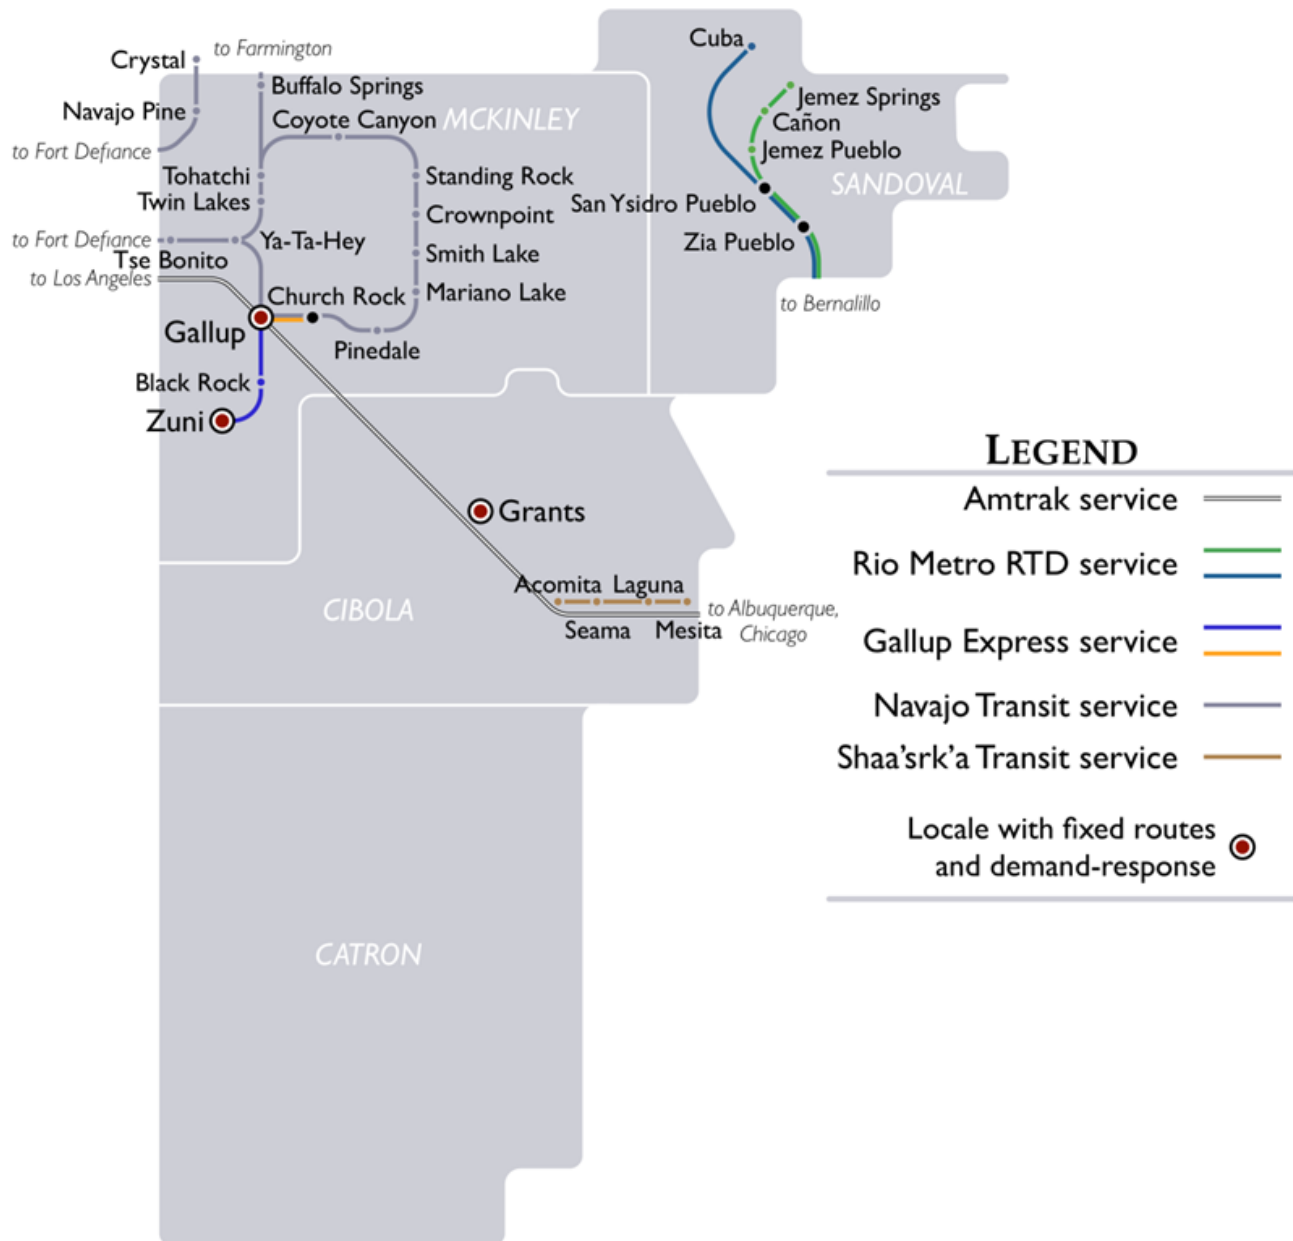 Cuba
Crystal
to Farmington
Buffalo Springs
Jemez Springs
Navajo Pine
Coyote Canyon
MCKINLEY
Cañon
to Fort Defiance
Jemez Pueblo
Tohatchi
Standing Rock
SANDOVAL
Twin Lakes
San Ysidro Pueblo
Crownpoint
to Fort Defiance
Ya-Ta-Hey
Zia Pueblo
Tse Bonito
Smith Lake
to Los Angeles
Church Rock
Mariano Lake
to Bernalillo
Gallup
Pinedale
Black Rock
Zuni
Grants
Acomita
Laguna
Seama
Mesita
to Albuquerque,
Chicago
CIBOLA
CATRON
LEGEND
Amtrak service
Rio Metro RTD service
Gallup Express service
Navajo Transit service
Shaa'srk'a Transit service
Locale with fixed routes
and demand-response